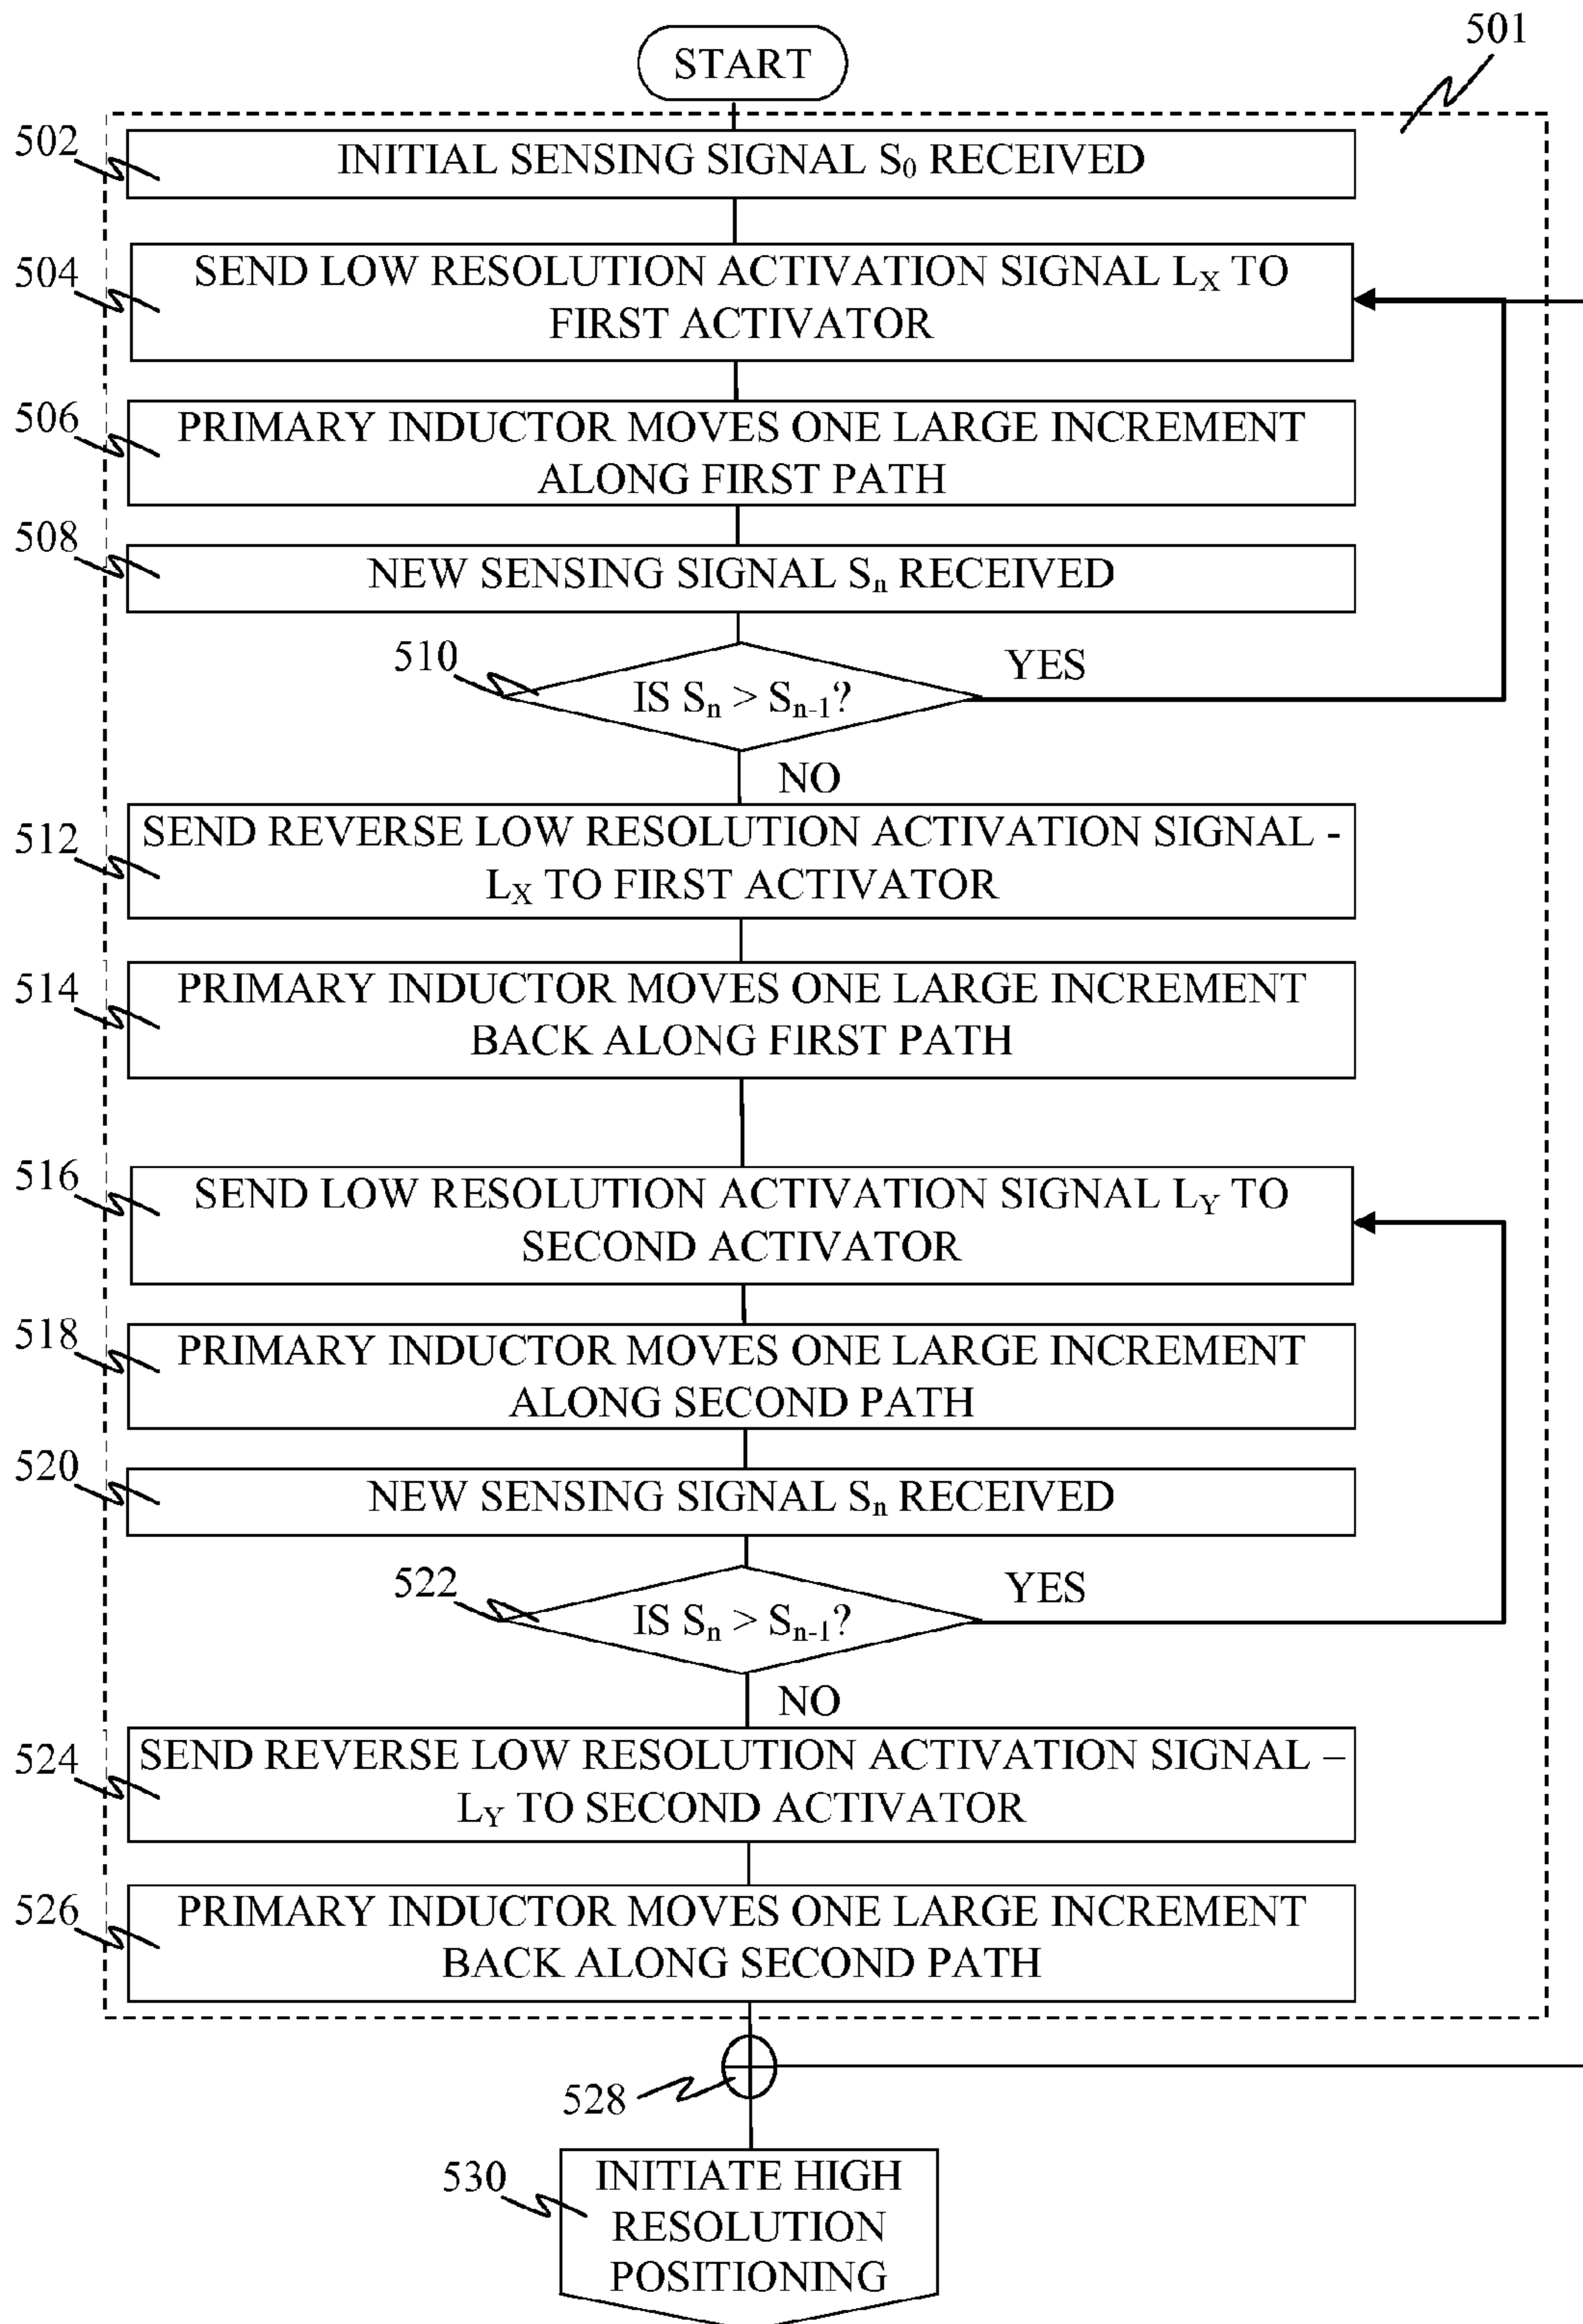 START
501
502
INITIAL SENSING SIGNAL S₀ RECEIVED
504
SEND LOW RESOLUTION ACTIVATION SIGNAL Lₓ TO
FIRST ACTIVATOR
506
PRIMARY INDUCTOR MOVES ONE LARGE INCREMENT
ALONG FIRST PATH
508
NEW SENSING SIGNAL Sₙ RECEIVED
510
IS Sₙ > Sₙ₋₁?
YES
NO
512
SEND REVERSE LOW RESOLUTION ACTIVATION SIGNAL -
Lₓ TO FIRST ACTIVATOR
514
PRIMARY INDUCTOR MOVES ONE LARGE INCREMENT
BACK ALONG FIRST PATH
516
SEND LOW RESOLUTION ACTIVATION SIGNAL L_Y TO
SECOND ACTIVATOR
518
PRIMARY INDUCTOR MOVES ONE LARGE INCREMENT
ALONG SECOND PATH
520
NEW SENSING SIGNAL Sₙ RECEIVED
522
IS Sₙ > Sₙ₋₁?
YES
NO
524
SEND REVERSE LOW RESOLUTION ACTIVATION SIGNAL –
L_Y TO SECOND ACTIVATOR
526
PRIMARY INDUCTOR MOVES ONE LARGE INCREMENT
BACK ALONG SECOND PATH
528
530
INITIATE HIGH
RESOLUTION
POSITIONING